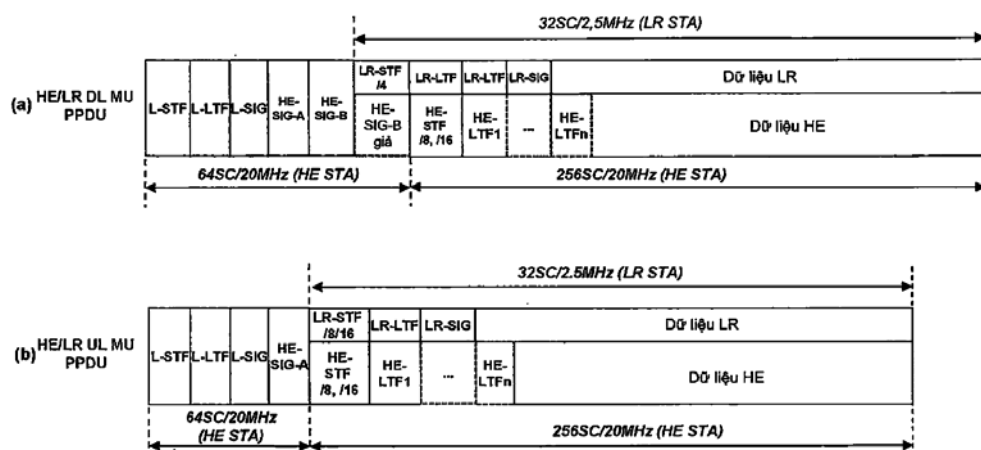 32SC/2,5MHz (LR STA)
(a) HE/LR DL MU
PPDU
L-STF
L-LTF
L-SIG
HE-
SIG-A
HE-
SIG-B
LR-STF
/4
LR-LTF
LR-LTF
LR-SIG
Dữ liệu LR
HE-
SIG-B
giả
HE-
STF
/8, /16
HE-
LTF1
...
HE-
LTFn
Dữ liệu HE
64SC/20MHz (HE STA)
256SC/20MHz (HE STA)
32SC/2.5MHz (LR STA)
(b) HE/LR UL MU
PPDU
L-STF
L-LTF
L-SIG
HE-
SIG-A
LR-STF
/8/16
LR-LTF
LR-SIG
Dữ liệu LR
HE-
STF
/8, /16
HE-
LTF1
...
HE-
LTFn
Dữ liệu HE
64SC/20MHz
(HE STA)
256SC/20MHz (HE STA)